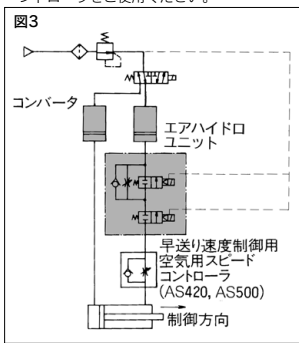 ントローラをご使用ください。
図3
コンバータ
エアハイドロ
ユニット
早送り速度制御用
空気用スピード
コントローラ
(AS420, AS500)
制御方向